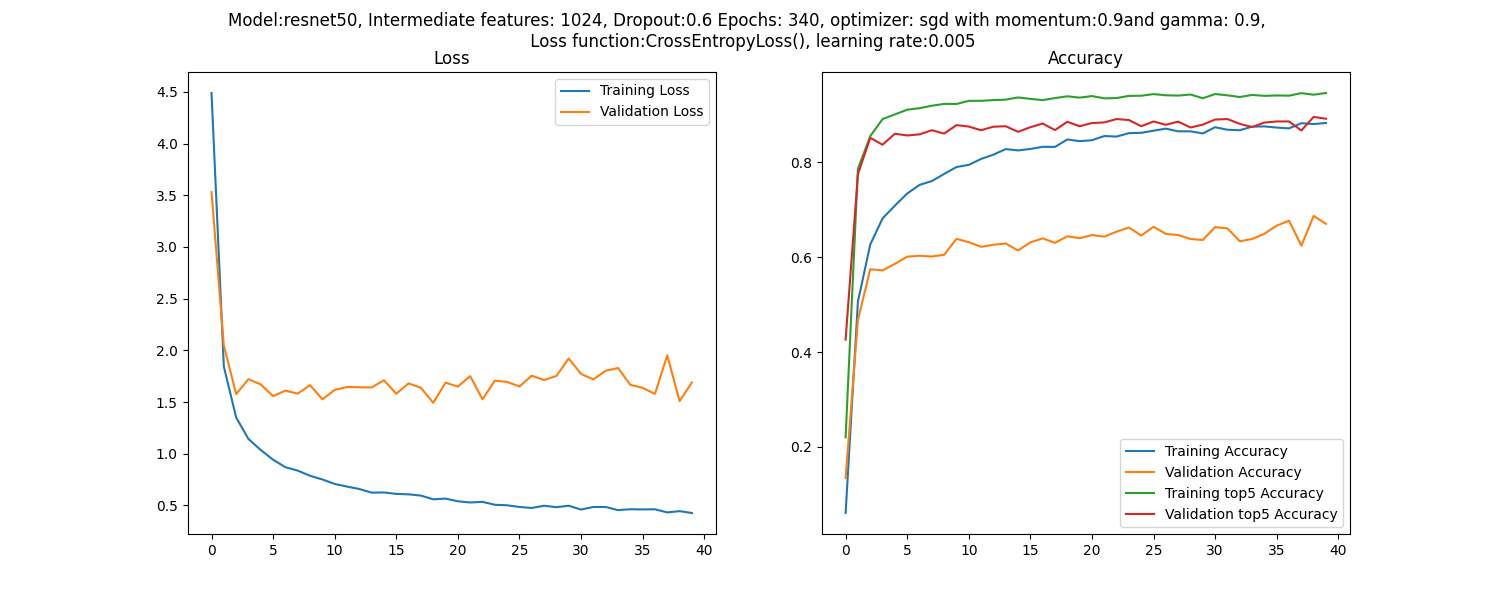 Model:resnet50, Intermediate features: 1024, Dropout:0.6 Epochs: 340, optimizer: sgd with momentum:0.9and gamma: 0.9,
Loss function:CrossEntropyLoss(), learning rate:0.005
Loss
Training Loss
Validation Loss
4.5
4.0
3.5
3.0
2.5
2.0
1.5
1.0
0.5
0 5 10 15 20 25 30 35 40
Accuracy
0.8
0.6
0.4
0.2
Training Accuracy
Validation Accuracy
Training top5 Accuracy
Validation top5 Accuracy
0 5 10 15 20 25 30 35 40